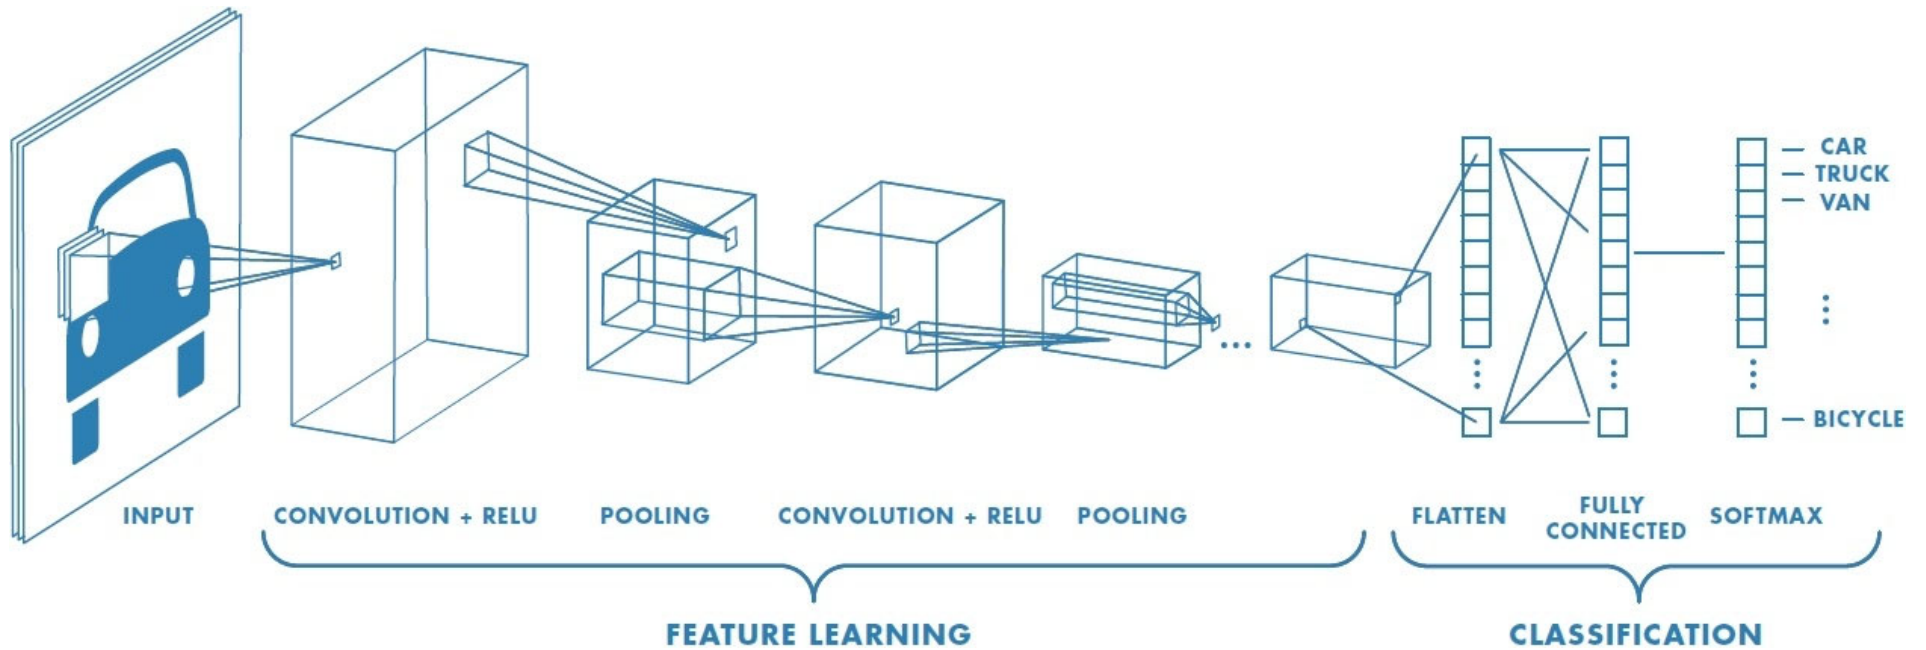 CAR
TRUCK
VAN
BICYCLE
INPUT
CONVOLUTION + RELU
POOLING
CONVOLUTION + RELU
POOLING
FLATTEN
FULLY
CONNECTED
SOFTMAX
FEATURE LEARNING
CLASSIFICATION